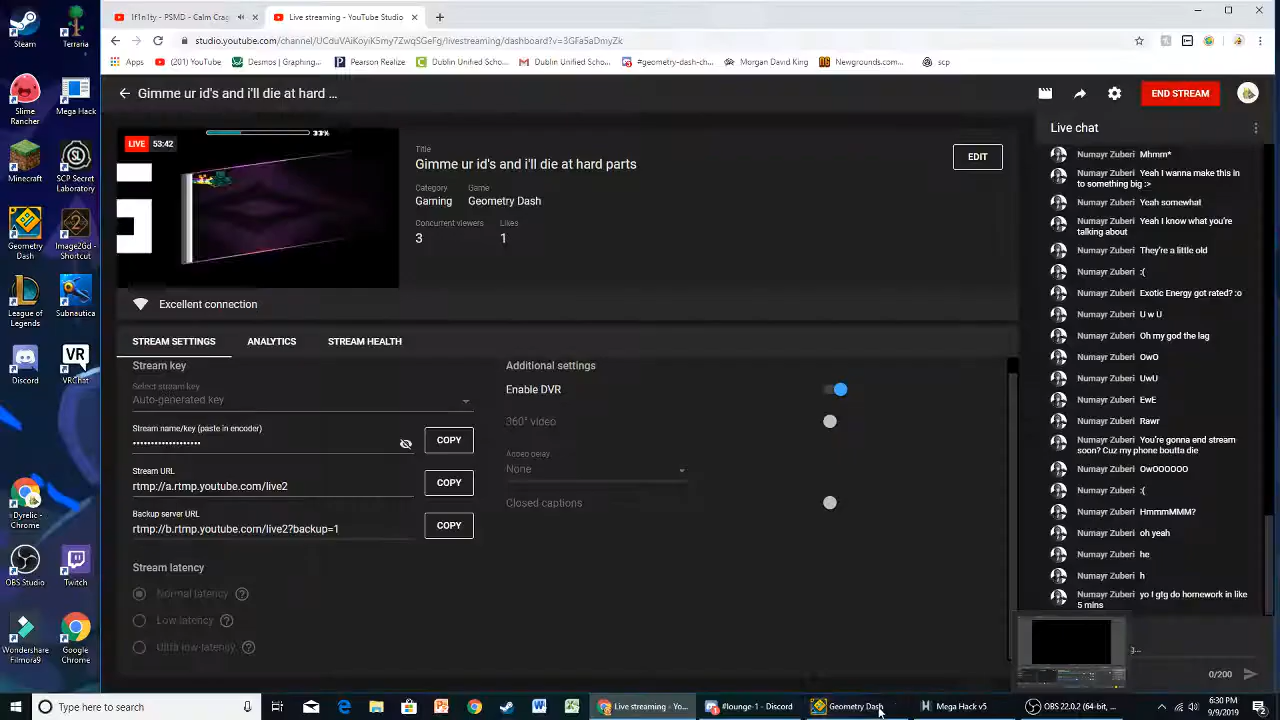 1f1n1ty - PSMD - Calm Crag
Live streaming - YouTube Studio
studio.youtube.com/channel/UCduVAiKoyiK5my7ZwqSGeFg/livestreaming/dashboard?v=3GFa5aDmyZk
Apps
(201) YouTube
Desmos | Graphing...
Pearson Realize
Dublin Unified Scho...
Dublin Unified Scho...
#geometry-dash-ch...
Morgan David King
Newgrounds.com...
scp
Steam
Terraria
Slime Rancher
Mega Hack
Minecraft
SCP Secret Laboratory
Geometry Dash
Image2Gd - Shortcut
League of Legends
Subnautica
Discord
VRChat
Dyrelic - Chrome
OBS Studio
Twitch
Wondershare Filmora9
Google Chrome
Gimme ur id's and i'll die at hard ...
END STREAM
LIVE 53:42
33%
Title
Gimme ur id's and i'll die at hard parts
EDIT
Category
Game
Gaming
Geometry Dash
Concurrent viewers
Likes
3
1
Excellent connection
STREAM SETTINGS
ANALYTICS
STREAM HEALTH
Stream key
Select stream key
Auto-generated key
Stream name/key (paste in encoder)
••••••••••••••••••••
COPY
Stream URL
rtmp://a.rtmp.youtube.com/live2
COPY
Backup server URL
rtmp://b.rtmp.youtube.com/live2?backup=1
COPY
Stream latency
Normal latency
Low latency
Ultra low-latency
Additional settings
Enable DVR
360° video
Added delay
None
Closed captions
Live chat
Numayr Zuberi Mhmm*
Numayr Zuberi Yeah I wanna make this in
to something big :>
Numayr Zuberi Yeah somewhat
Numayr Zuberi Yeah I know what you're
talking about
Numayr Zuberi They're a little old
Numayr Zuberi :(
Numayr Zuberi Exotic Energy got rated? :o
Numayr Zuberi U w U
Numayr Zuberi Oh my god the lag
Numayr Zuberi OwO
Numayr Zuberi UwU
Numayr Zuberi EwE
Numayr Zuberi Rawr
Numayr Zuberi You're gonna end stream
soon? Cuz my phone boutta die
Numayr Zuberi OwOOOOOO
Numayr Zuberi :(
Numayr Zuberi HmmmMMM?
Numayr Zuberi oh yeah
Numayr Zuberi he
Numayr Zuberi h
Numayr Zuberi yo I gtg do homework in like
5 mins
g...
0/200
Type here to search
Live streaming - Yo...
#lounge-1 - Discord
Geometry Dash
Mega Hack v5
OBS 22.0.2 (64-bit, ...
6:30 PM
9/9/2019